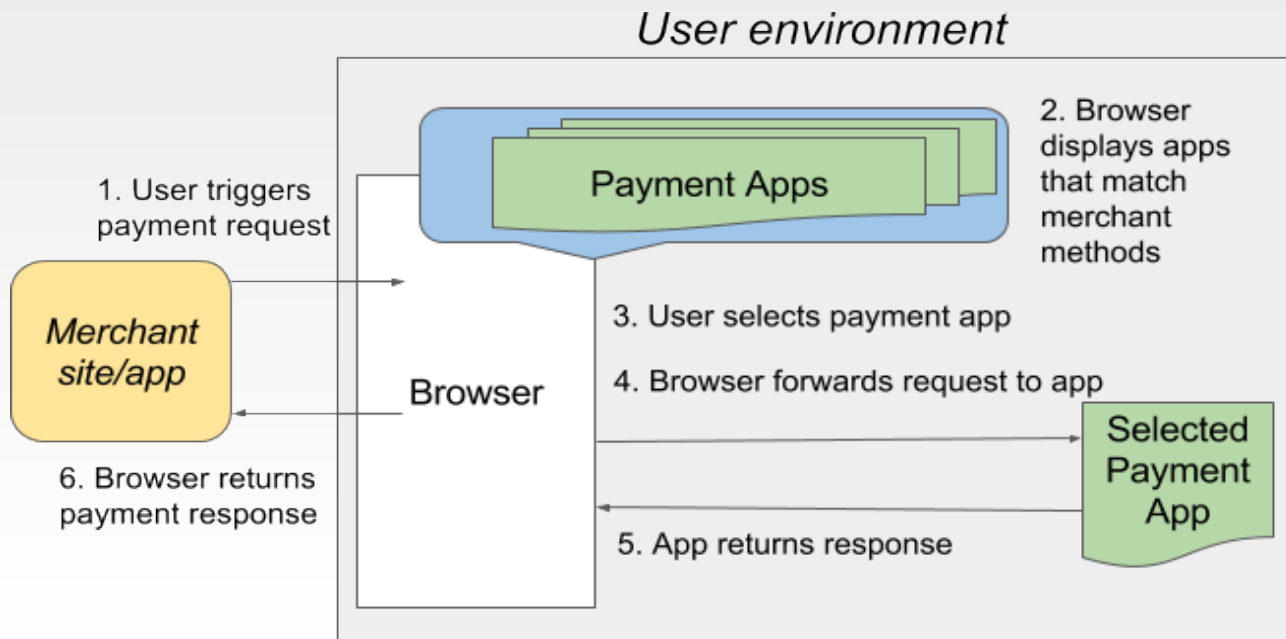 User environment
2. Browser
displays apps
that match
merchant
methods
Payment Apps
1. User triggers
payment request
Merchant
site/app
Browser
3. User selects payment app
4. Browser forwards request to app
Selected
Payment
App
5. App returns response
6. Browser returns
payment response